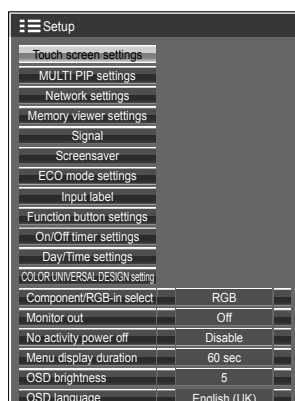 Setup
Touch screen settings
MULTI PIP settings
Network settings
Memory viewer settings
Signal
Screensaver
ECO mode settings
Input label
Function button settings
On/Off timer settings
Day/Time settings
COLOR UNIVERSAL DESIGN setting
Component/RGB-in select RGB
Monitor out Off
No activity power off Disable
Menu display duration 60 sec
OSD brightness 5
OSD language English (UK)